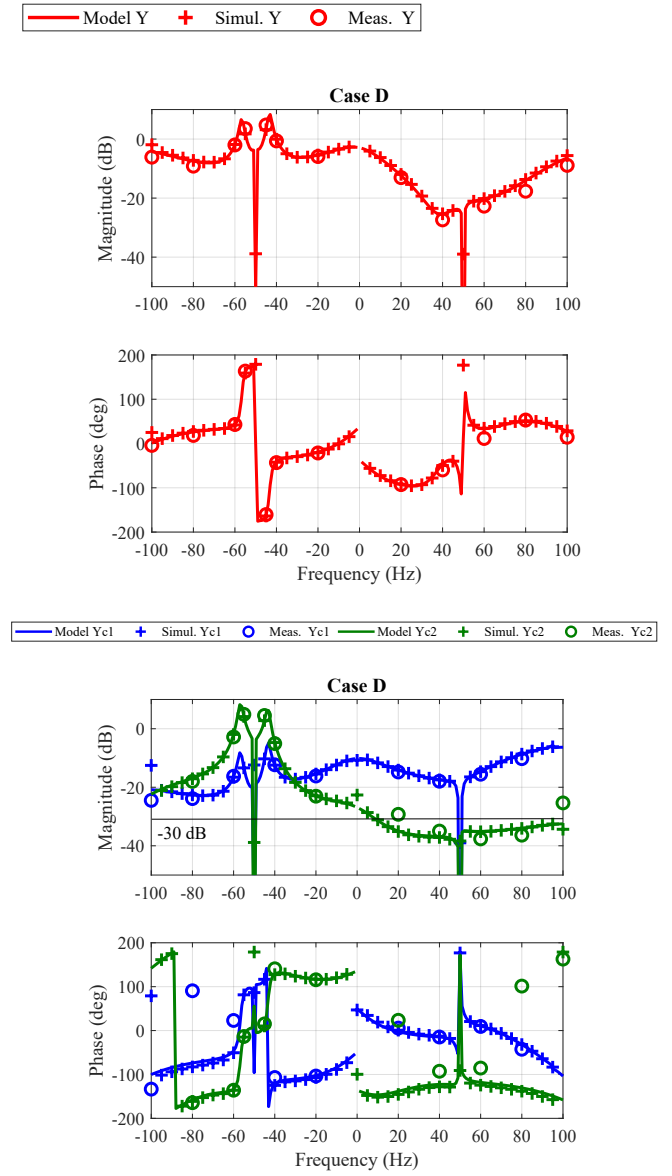 Model Y Simul. Y Meas. Y
Case D
Magnitude (dB)
0
-20
-40
-100 -80 -60 -40 -20 0 20 40 60 80 100
Phase (deg)
200
100
0
-100
-200
-100 -80 -60 -40 -20 0 20 40 60 80 100
Frequency (Hz)
Model Yc1 Simul. Yc1 Meas. Yc1 Model Yc2 Simul. Yc2 Meas. Yc2
Case D
Magnitude (dB)
0
-20
-40
-30 dB
-100 -80 -60 -40 -20 0 20 40 60 80 100
Phase (deg)
200
100
0
-100
200
-100 -80 -60 -40 -20 0 20 40 60 80 100
Frequency (Hz)